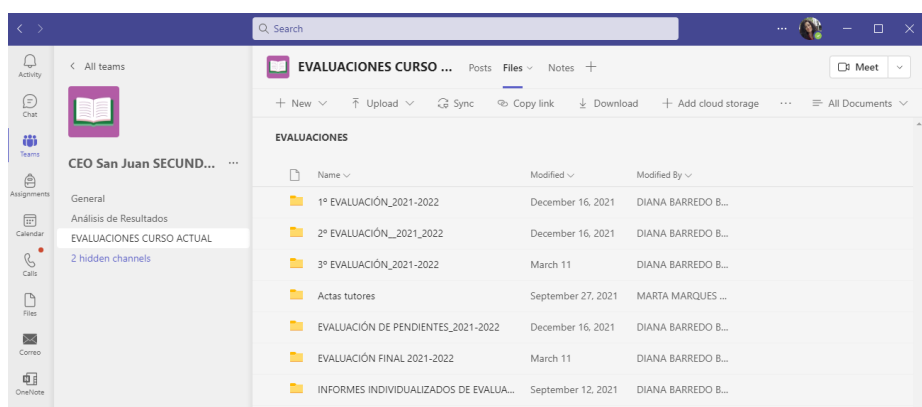 Search
Activity
Chat
Teams
Assignments
Calendar
Calls
Files
Correo
OneNote
All teams
CEO San Juan SECUND... ...
General
Análisis de Resultados
EVALUACIONES CURSO ACTUAL
2 hidden channels
EVALUACIONES CURSO ... Posts Files Notes + Meet
+ New Upload Sync Copy link Download + Add cloud storage ... All Documents
EVALUACIONES
Name Modified Modified By
1º EVALUACIÓN_2021-2022 December 16, 2021 DIANA BARREDO B...
2º EVALUACIÓN__2021_2022 December 16, 2021 DIANA BARREDO B...
3º EVALUACIÓN_2021-2022 March 11 DIANA BARREDO B...
Actas tutores September 27, 2021 MARTA MARQUES ...
EVALUACIÓN DE PENDIENTES_2021-2022 December 16, 2021 DIANA BARREDO B...
EVALUACIÓN FINAL 2021-2022 March 11 DIANA BARREDO B...
INFORMES INDIVIDUALIZADOS DE EVALUA... September 12, 2021 DIANA BARREDO B...